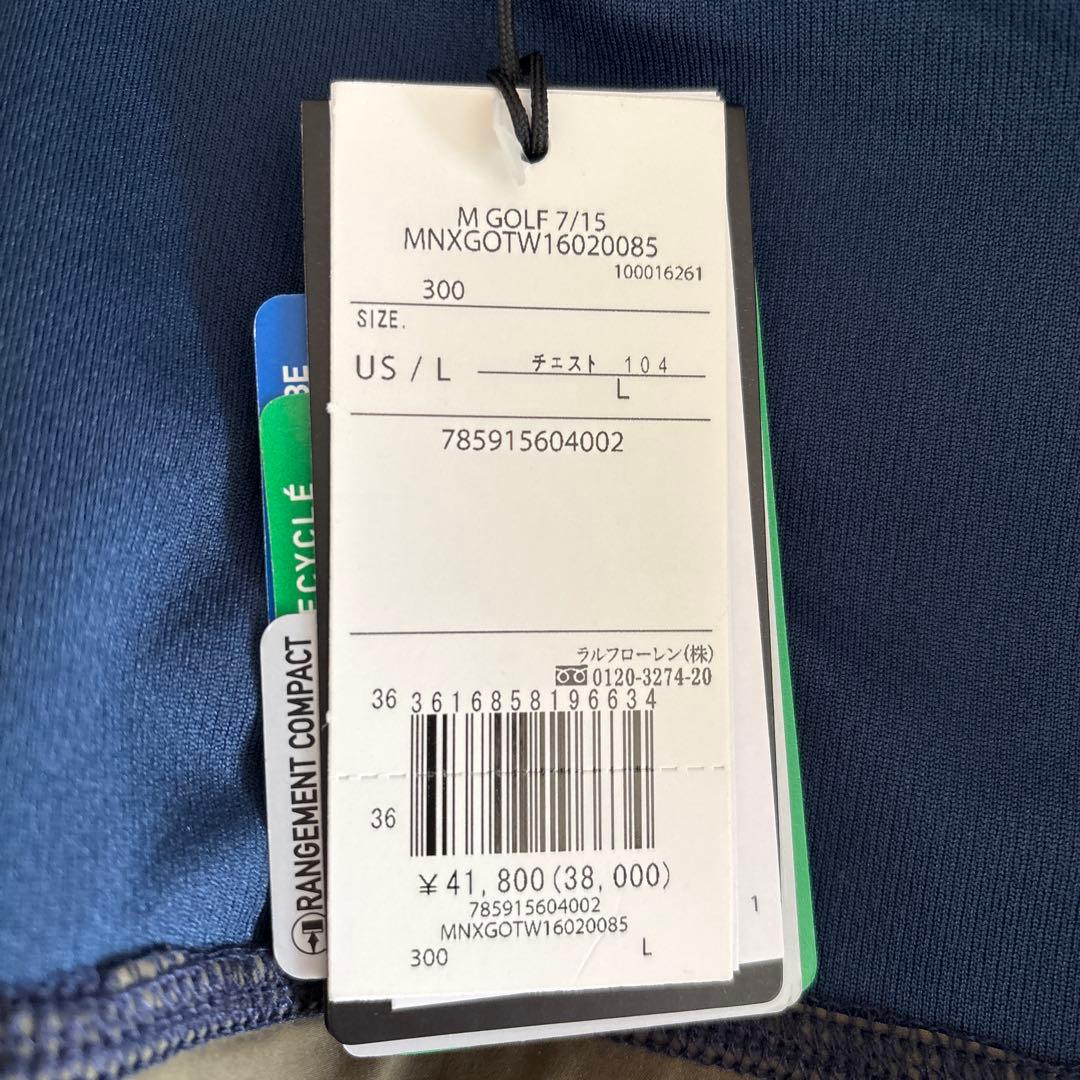 M GOLF 7/15
MNXGOTW16020085
100016261
300
SIZE.
US / L
チェスト 104
L
785915604002
ラルフローレン(株)
0120-3274-20
36 3616858196634
36
¥41,800(38,000)
785915604002
MNXGOTW16020085
300 L
1
BE
ECYCLÉ
RANGEMENT COMPACT